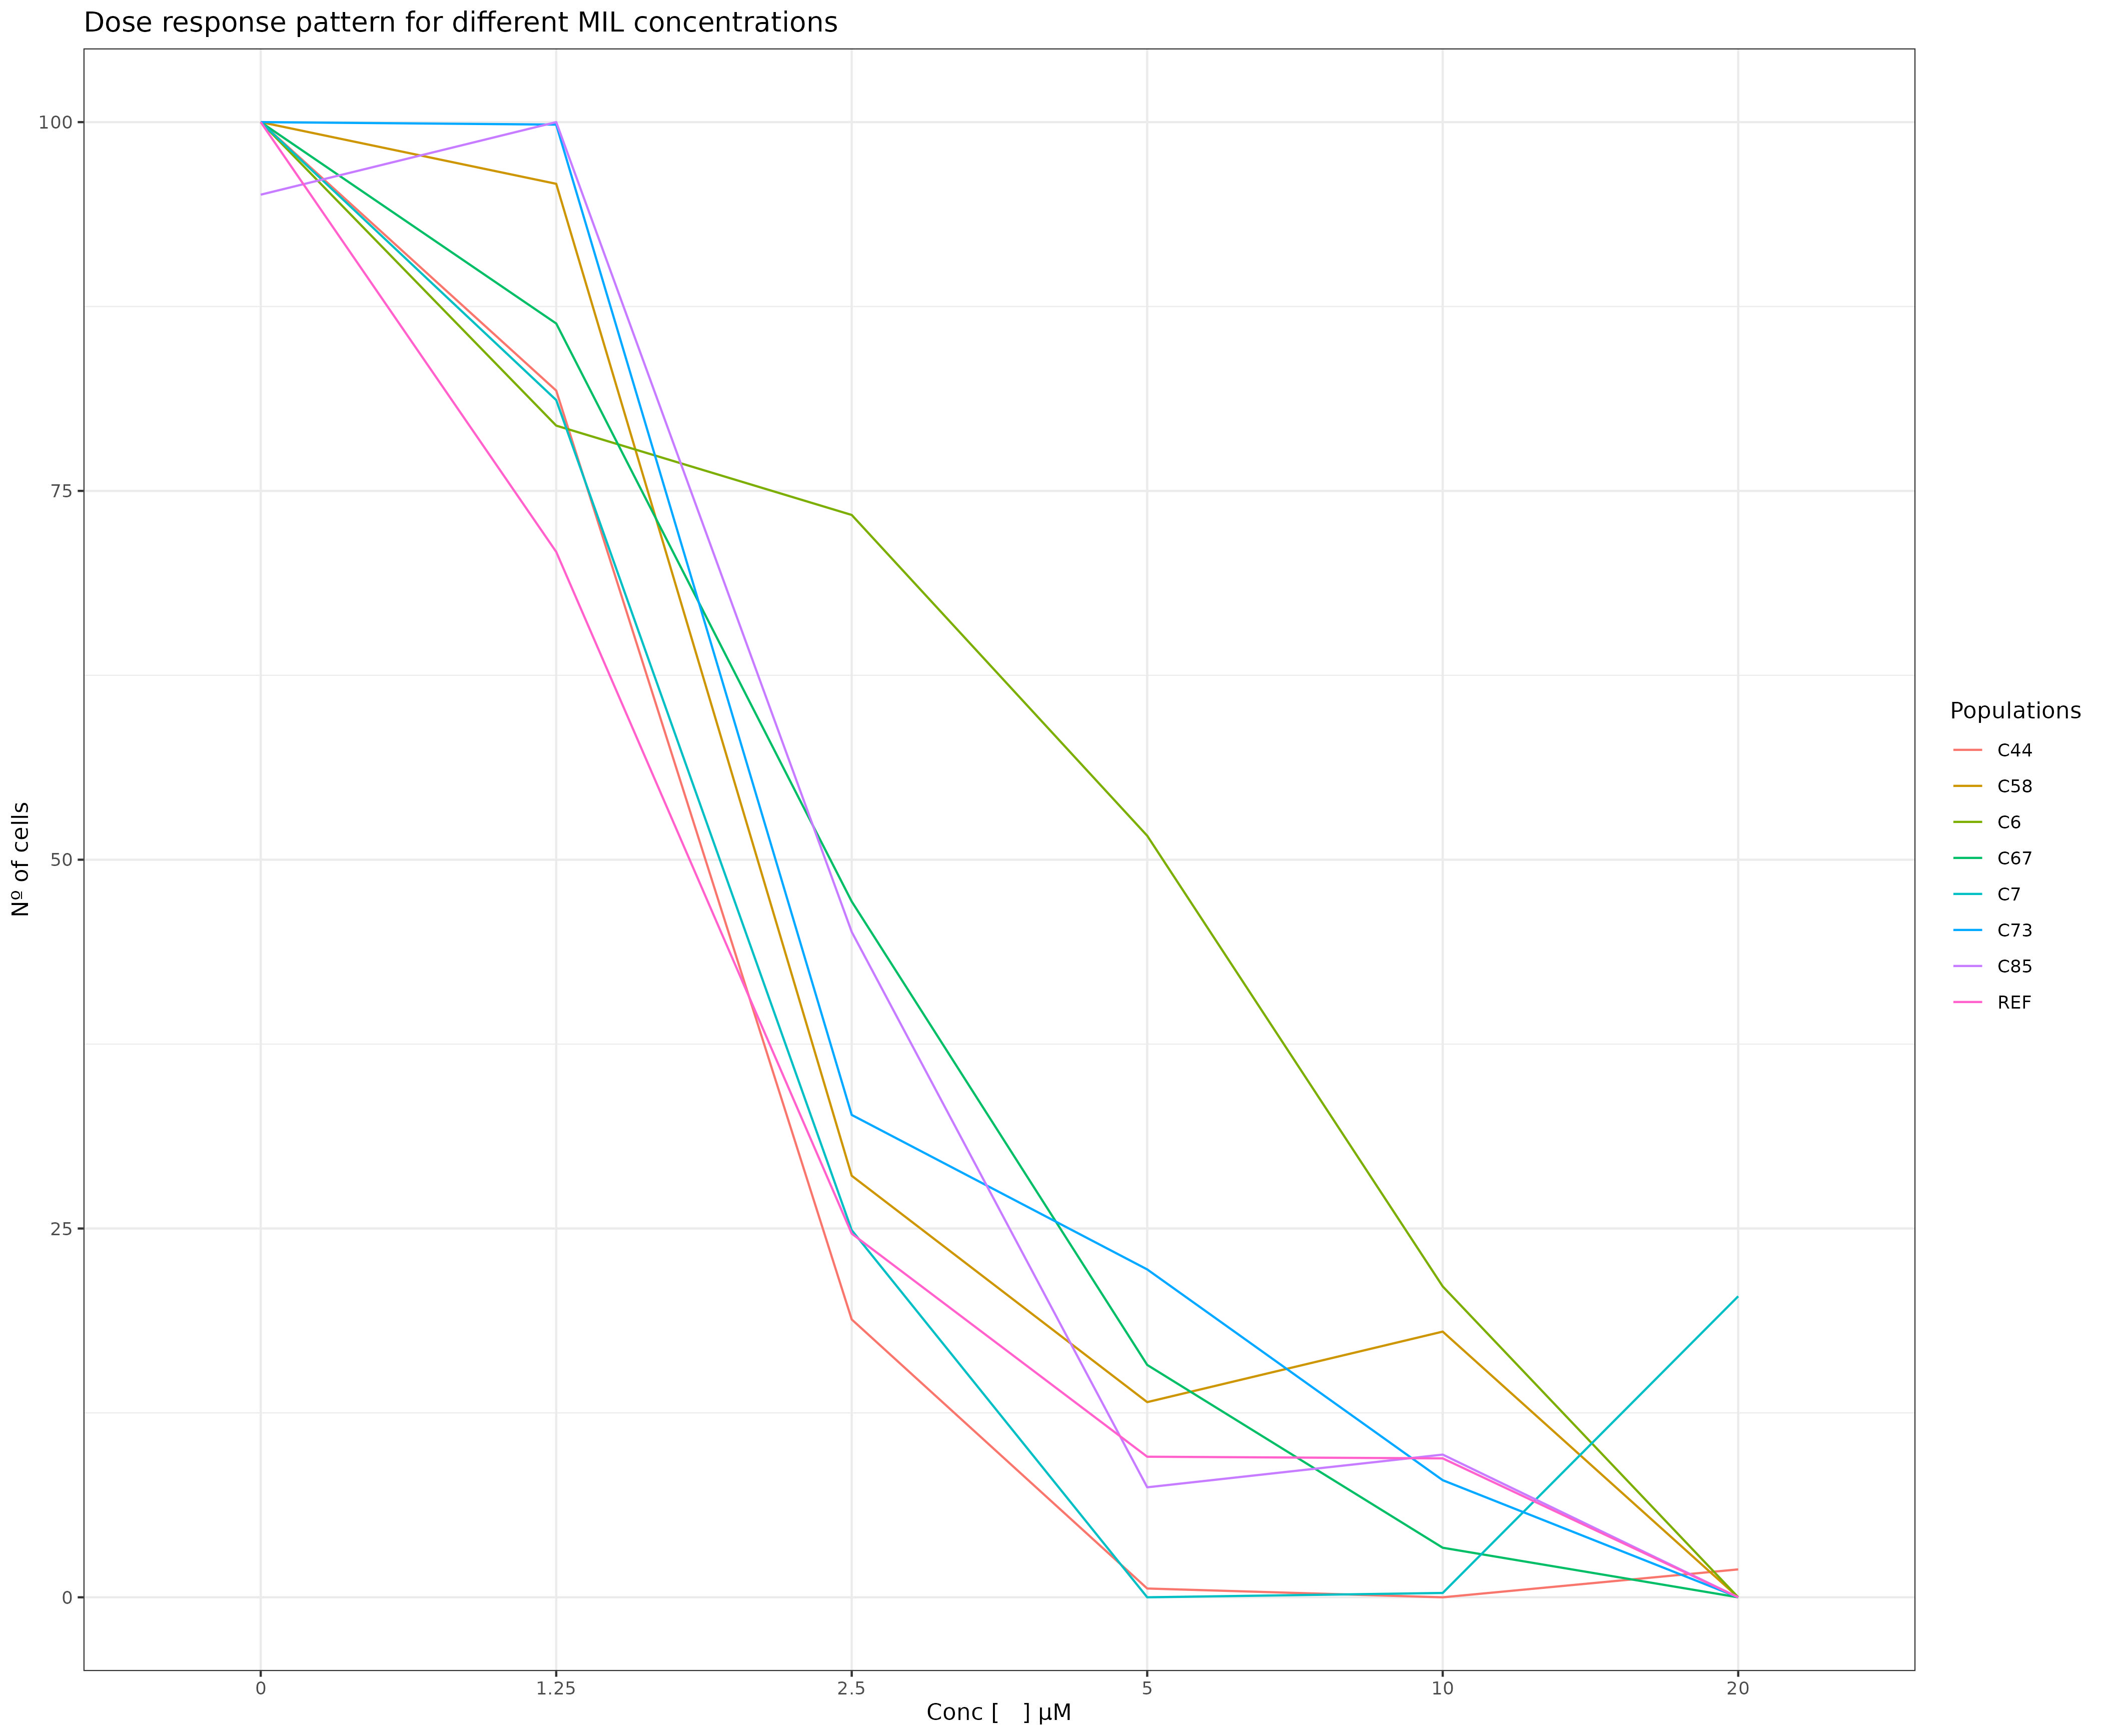 Dose response pattern for different MIL concentrations
100
75
50
25
0
Nº of cells
0
1.25
2.5
5
10
20
Conc [   ] µM
Populations
C44
C58
C6
C67
C7
C73
C85
REF